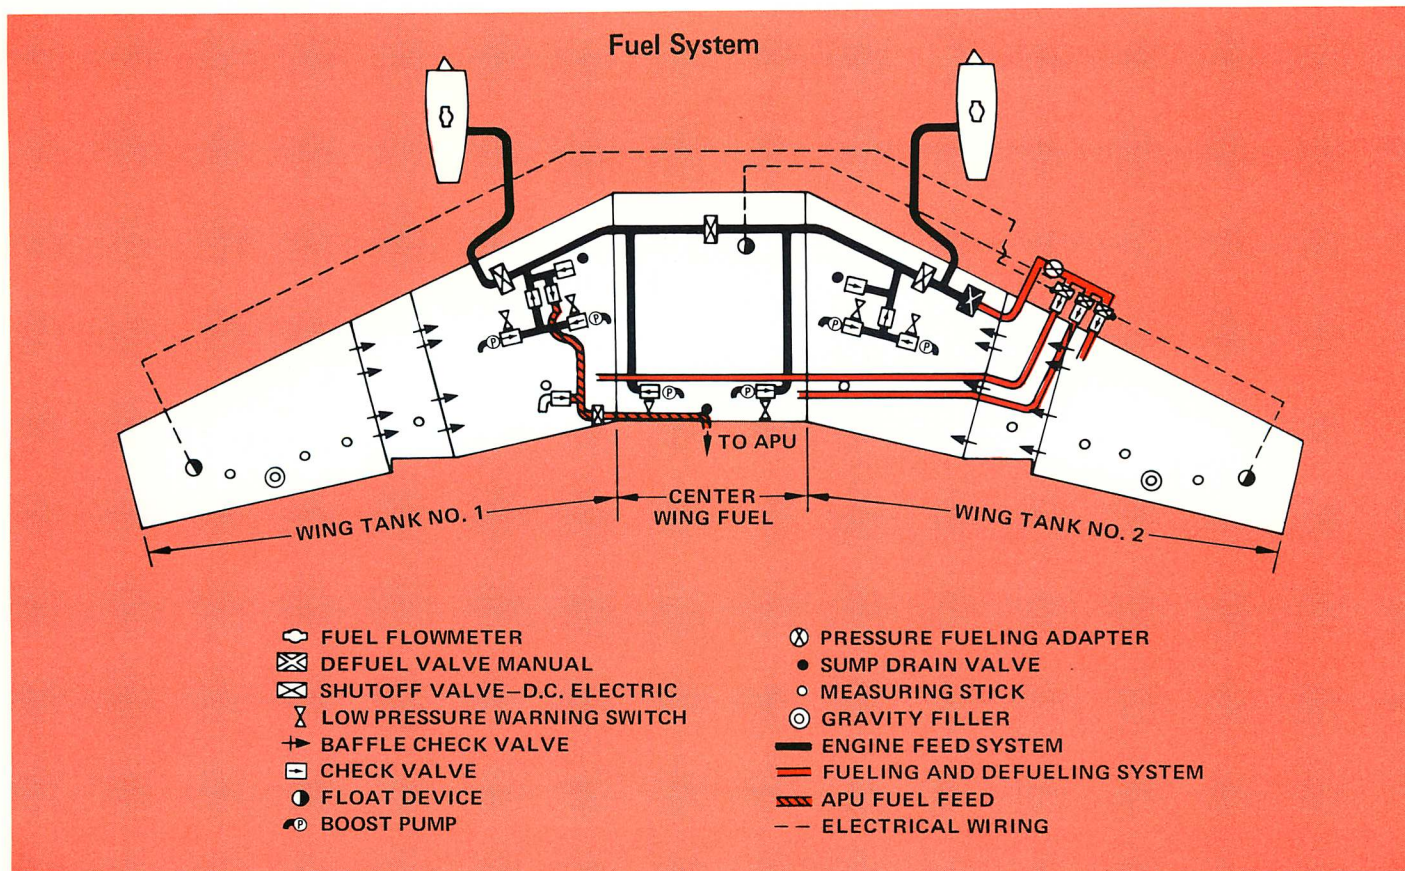 Fuel System
TO APU
WING TANK NO. 1
CENTER
WING FUEL
WING TANK NO. 2
P
P
P
P
P
P
FUEL FLOWMETER
DEFUEL VALVE MANUAL
SHUTOFF VALVE–D.C. ELECTRIC
LOW PRESSURE WARNING SWITCH
BAFFLE CHECK VALVE
CHECK VALVE
FLOAT DEVICE
P BOOST PUMP
PRESSURE FUELING ADAPTER
SUMP DRAIN VALVE
MEASURING STICK
GRAVITY FILLER
ENGINE FEED SYSTEM
FUELING AND DEFUELING SYSTEM
APU FUEL FEED
ELECTRICAL WIRING